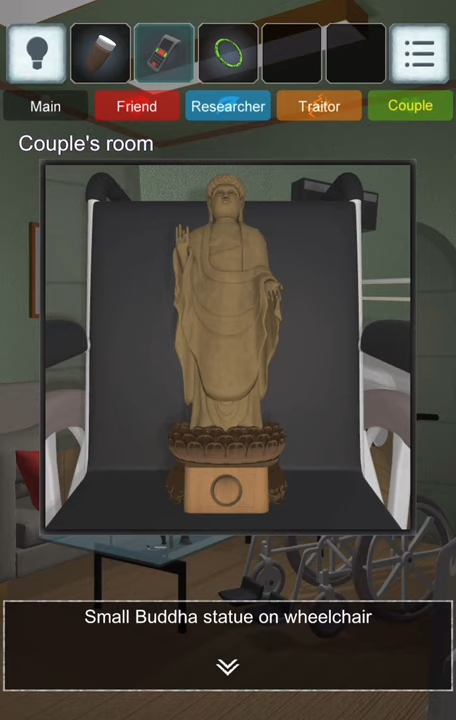 Main
Friend
Researcher
Traitor
Couple
Couple's room
Small Buddha statue on wheelchair